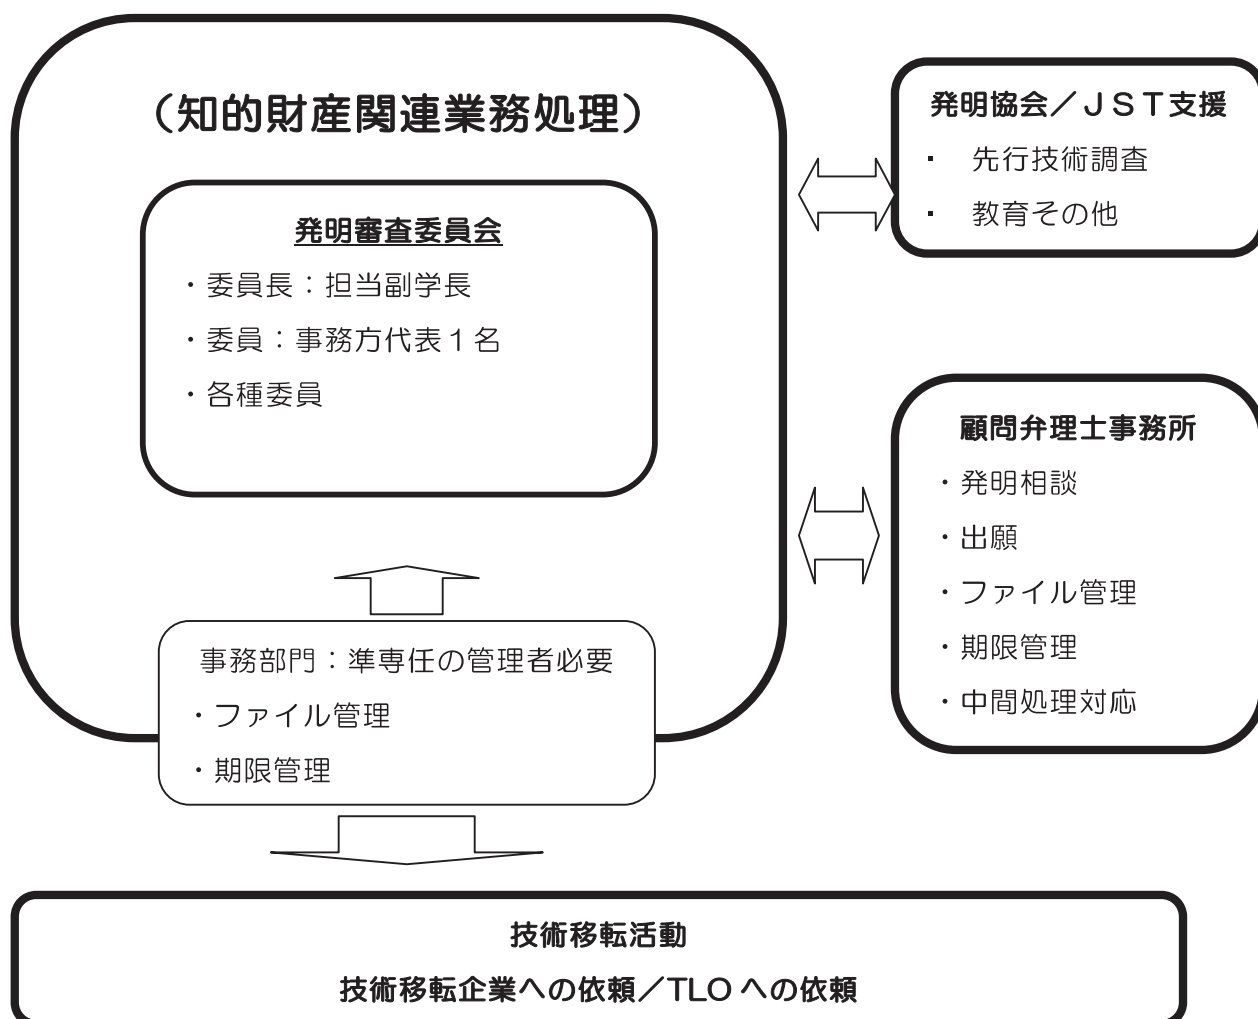 （知的財産関連業務処理）
発明審査委員会
・委員長：担当副学長
・委員：事務方代表１名
・各種委員
事務部門：準専任の管理者必要
・ファイル管理
・期限管理
発明協会／ＪＳＴ支援
・ 先行技術調査
・ 教育その他
顧問弁理士事務所
・発明相談
・出願
・ファイル管理
・期限管理
・中間処理対応
技術移転活動
技術移転企業への依頼／TLO への依頼